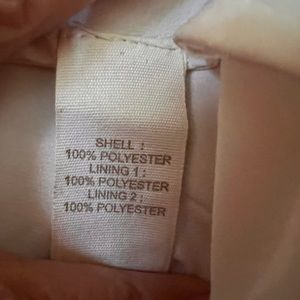 SHELL :
100% POLYESTER
LINING 1 :
100% POLYESTER
LINING 2 :
100% POLYESTER